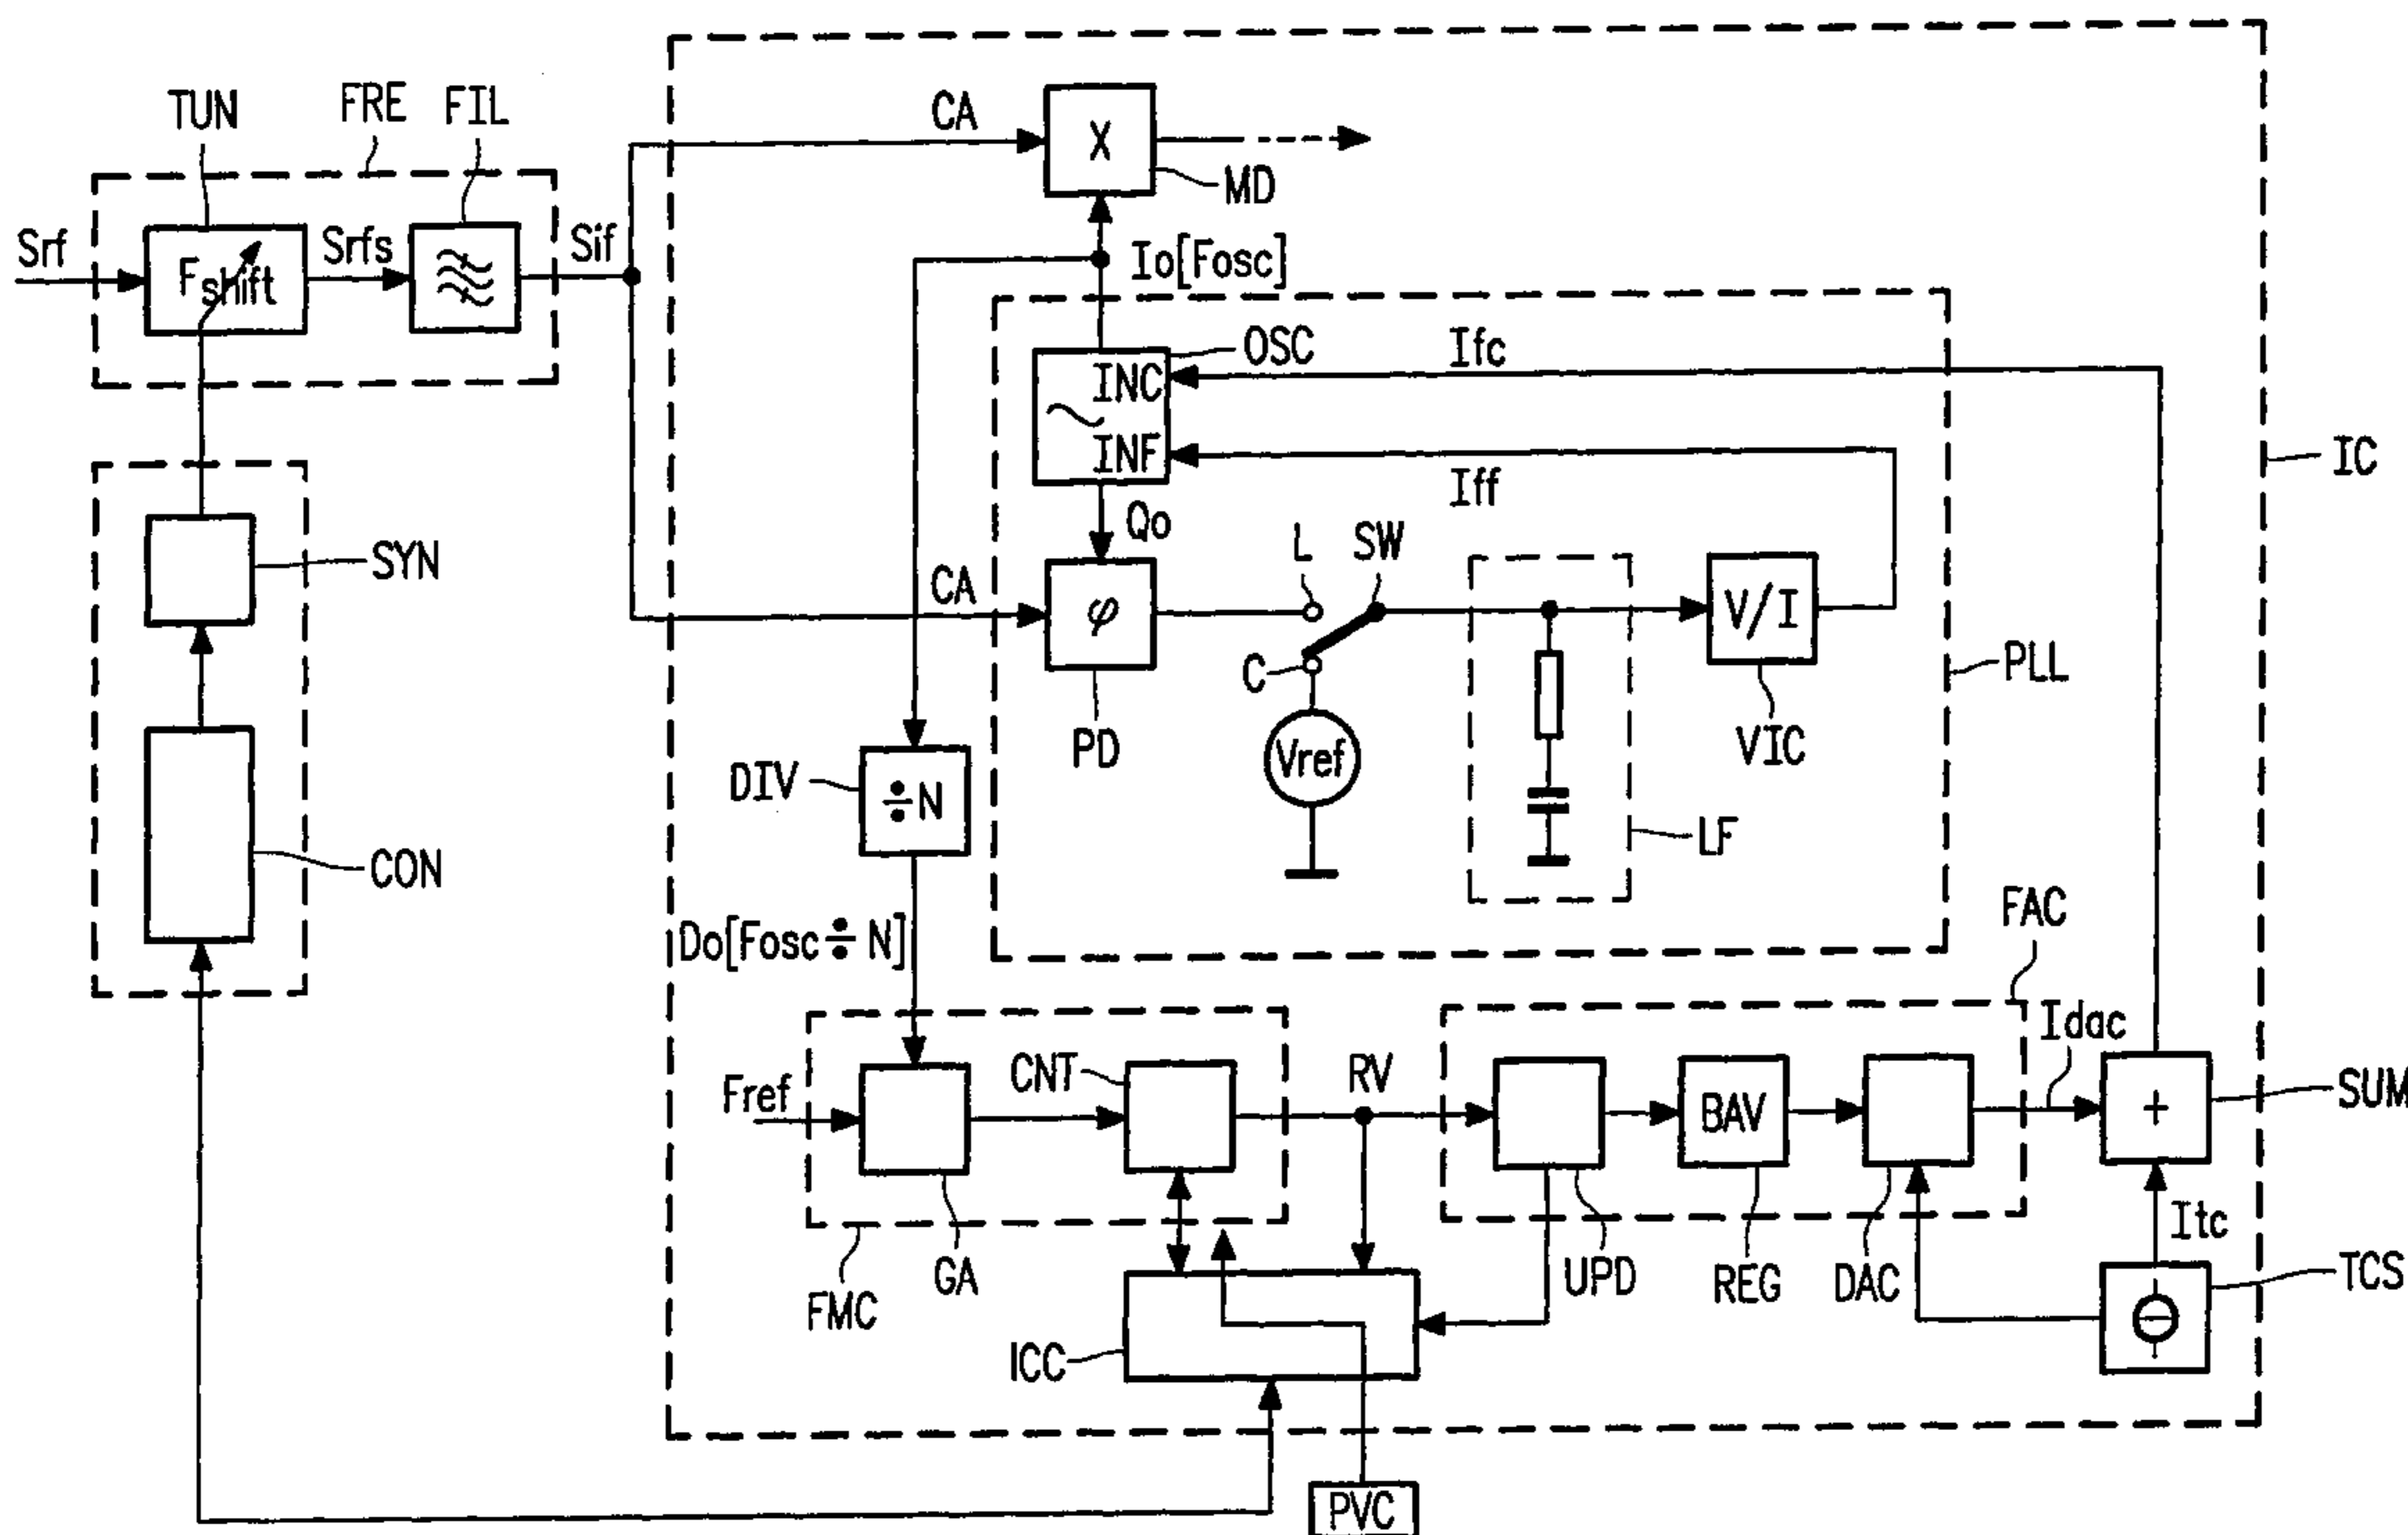 TUN
FRE
FIL
CA
X
MD
Srf
Fshift
Srfs
Sif
Io[Fosc]
OSC
INC
Ifc
INF
Iff
IC
Qo
SYN
L
SW
CA
φ
V/I
C
PLL
PD
Vref
VIC
DIV
÷N
LF
CON
Do[Fosc÷N]
FAC
Idac
Fref
CNT
RV
BAV
+
SUM
Itc
GA
FMC
UPD
REG
DAC
TCS
ICC
PVC